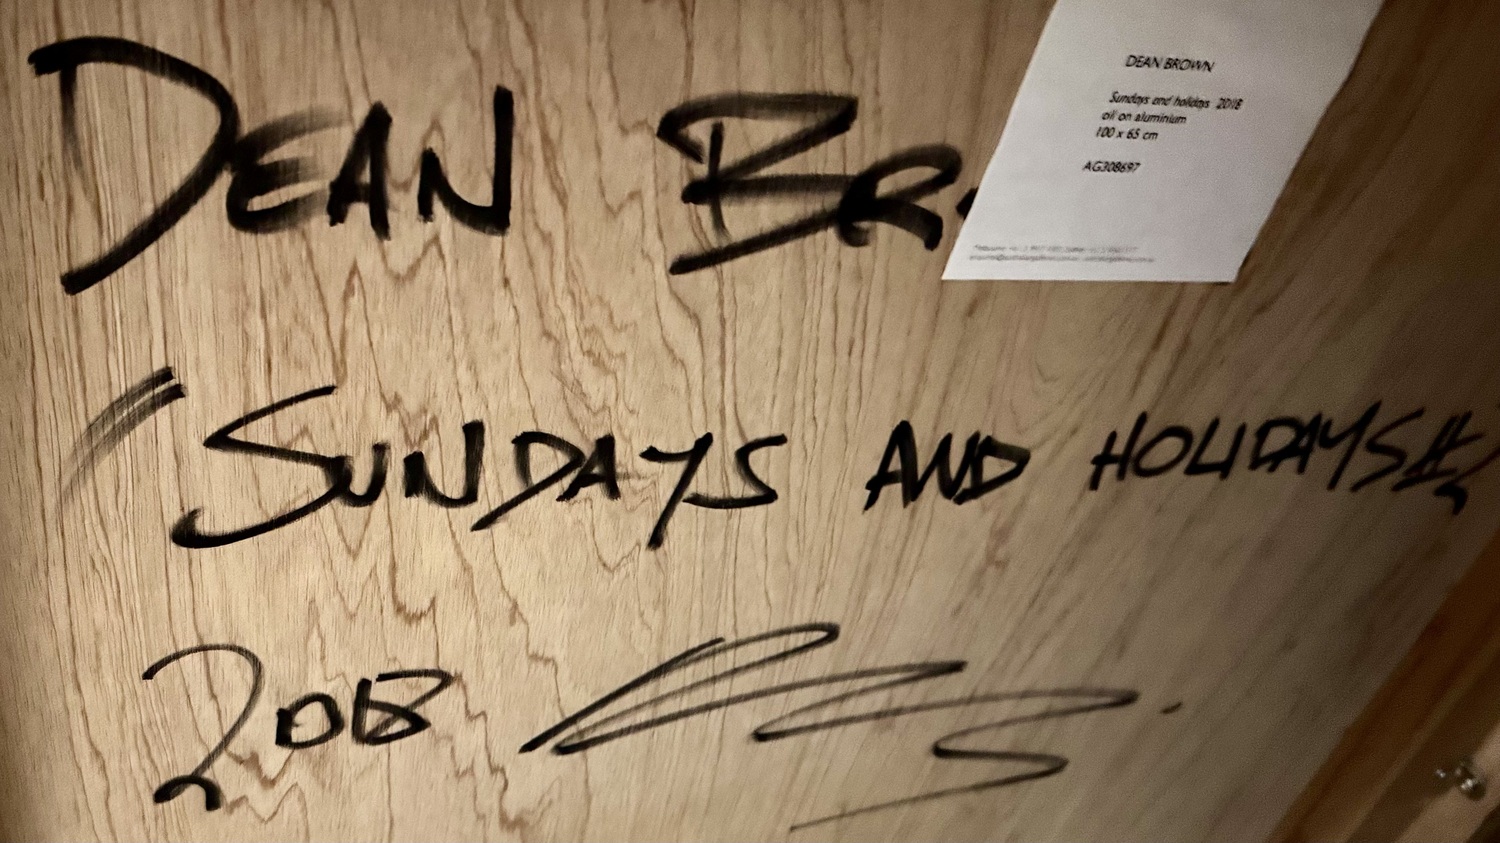 DEAN BR
"SUNDAYS AND HOLIDAYS"
2018
DEAN BROWN
Sundays and holidays 2018
oil on aluminium
100 x 65 cm
AG308697